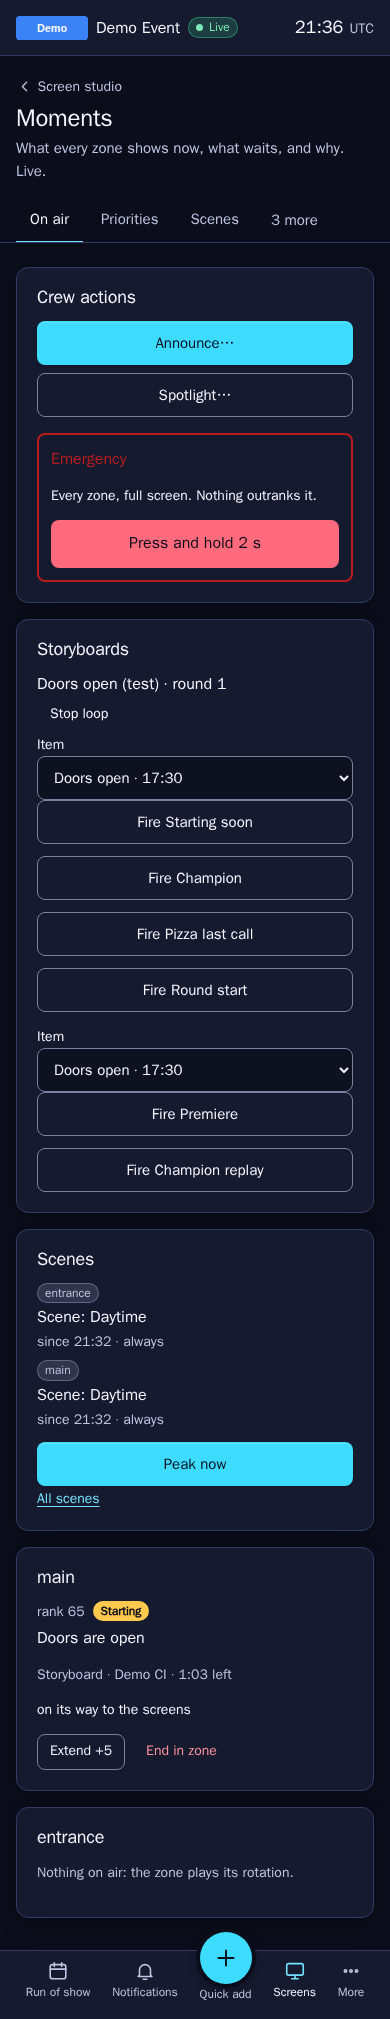 Demo Demo Event Live 21:36 UTC
Screen studio
Moments
What every zone shows now, what waits, and why.
Live.
On air Priorities Scenes 3 more
Crew actions
Announce…
Spotlight…
Emergency
Every zone, full screen. Nothing outranks it.
Press and hold 2 s
Storyboards
Doors open (test) · round 1
Stop loop
Item
Doors open · 17:30
Fire Starting soon
Fire Champion
Fire Pizza last call
Fire Round start
Item
Doors open · 17:30
Fire Premiere
Fire Champion replay
Scenes
entrance
Scene: Daytime
since 21:32 · always
main
Scene: Daytime
since 21:32 · always
Peak now
All scenes
main
rank 65 Starting
Doors are open
Storyboard · Demo CI · 1:03 left
on its way to the screens
Extend +5 End in zone
entrance
Nothing on air: the zone plays its rotation.
Run of show Notifications Quick add Screens More